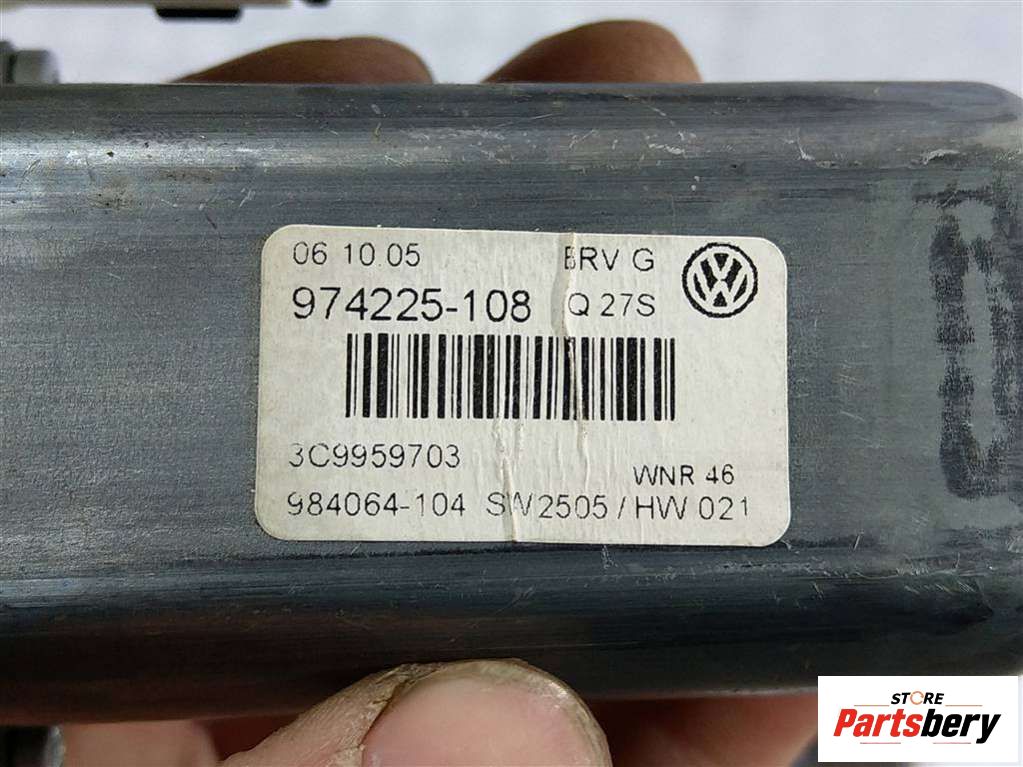 06 10.05 BRV G
974225-108 Q 27S
3C9959703
WNR 46
984064-104 SW2505 / HW 021
STORE
Partsbery